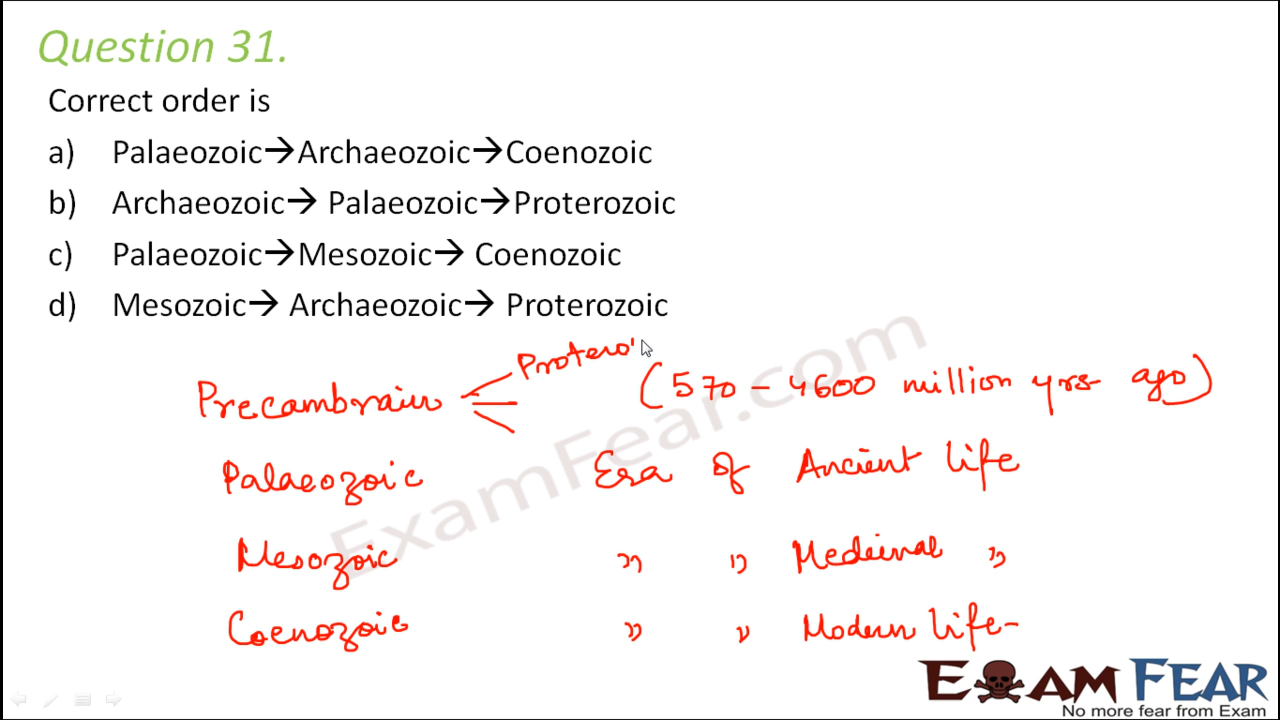 Question 31.
Correct order is
a) Palaeozoic→Archaeozoic→Coenozoic
b) Archaeozoic→ Palaeozoic→Proterozoic
c) Palaeozoic→Mesozoic→ Coenozoic
d) Mesozoic→ Archaeozoic→ Proterozoic
Protero
Precambrain (570 - 4600 million yrs ago)
Palaeozoic Era of Ancient life
Mesozoic " " Medeival "
Coenozoic " " Modern life-
ExamFear.com
EXAM FEAR
No more fear from Exam